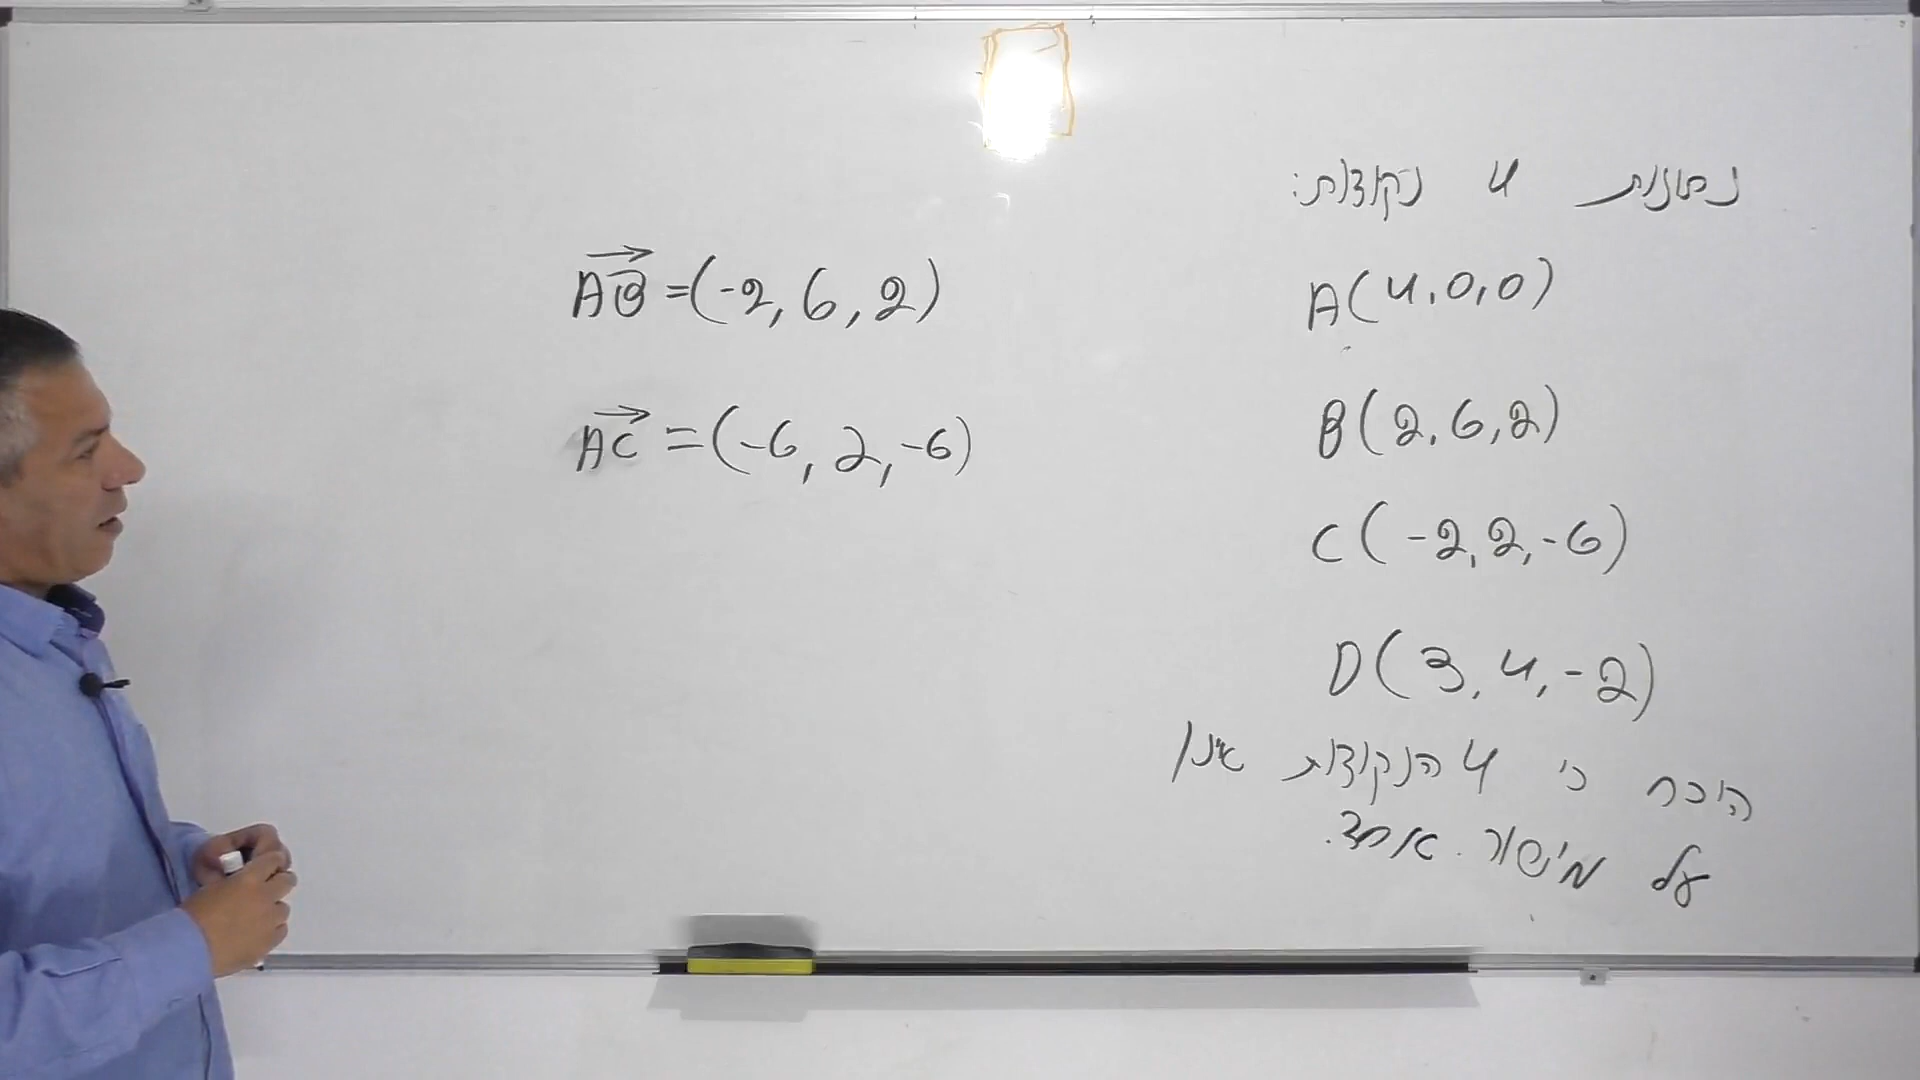 נתונות 4 נקודות:
A(4,0,0)
B(2,6,2)
C(-2,2,-6)
D(3,4,-2)
הוכח כי 4 הנקודות אינן
על מישור אחד.
AB→=(-2,6,2)
AC→=(-6,2,-6)